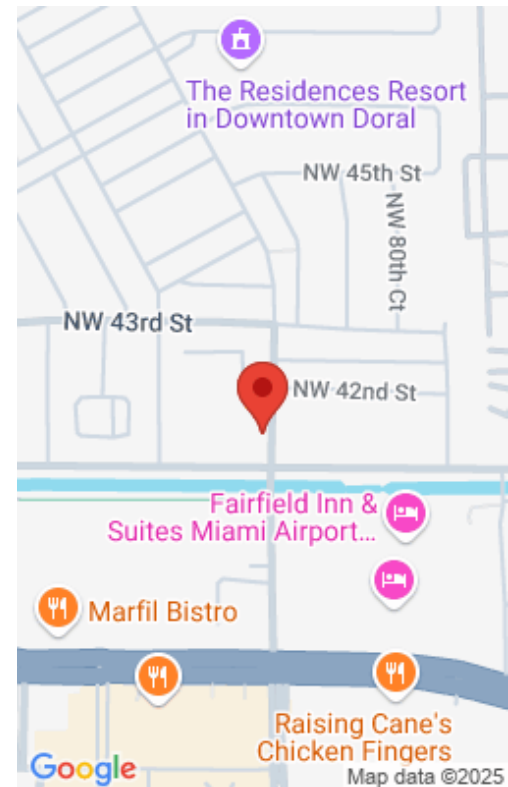 The Residences Resort
in Downtown Doral
NW 45th St
NW 80th Ct
NW 43rd St
NW 42nd St
Fairfield Inn &
Suites Miami Airport...
Marfil Bistro
Raising Cane's
Chicken Fingers
Google
Map data ©2025